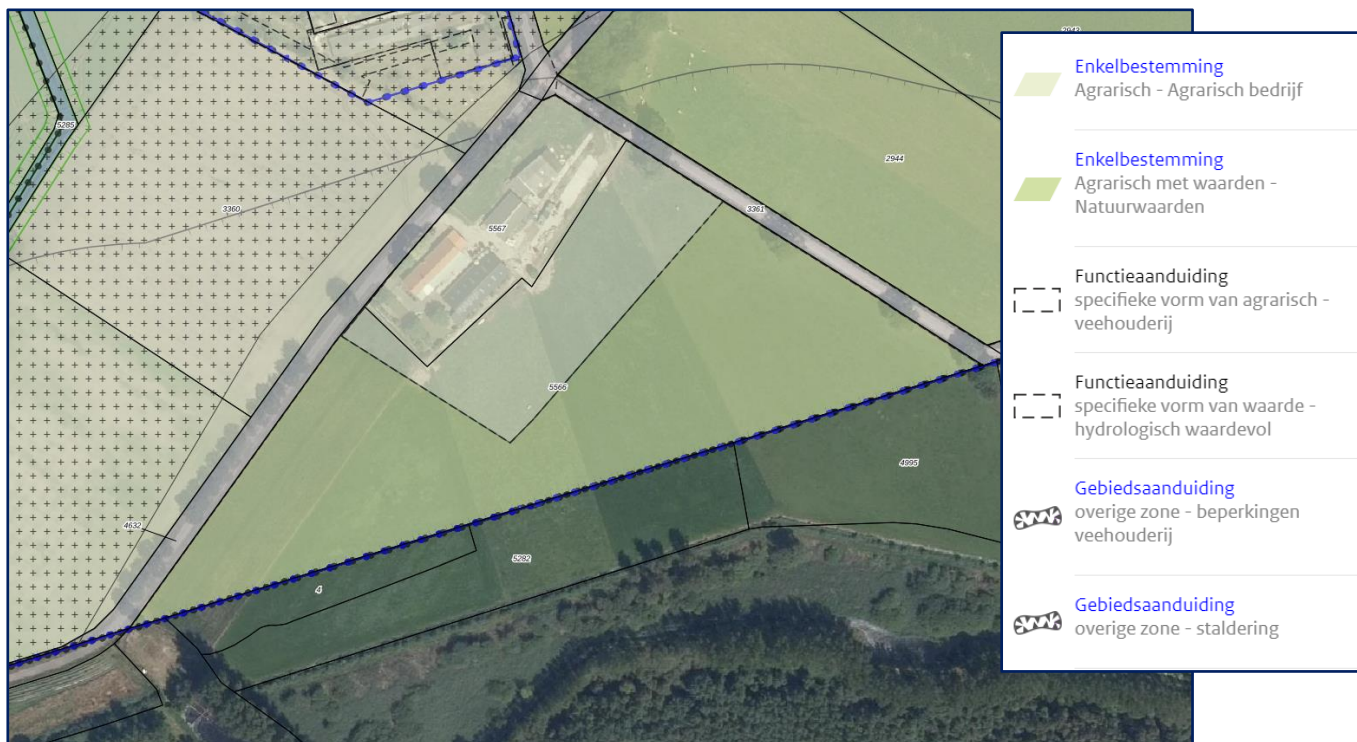 2943
5285
2944
3360
3361
5567
5566
4995
4632
5282
4
Enkelbestemming
Agrarisch - Agrarisch bedrijf
Enkelbestemming
Agrarisch met waarden -
Natuurwaarden
Functieaanduiding
specifieke vorm van agrarisch -
veehouderij
Functieaanduiding
specifieke vorm van waarde -
hydrologisch waardevol
Gebiedsaanduiding
overige zone - beperkingen
veehouderij
Gebiedsaanduiding
overige zone - staldering